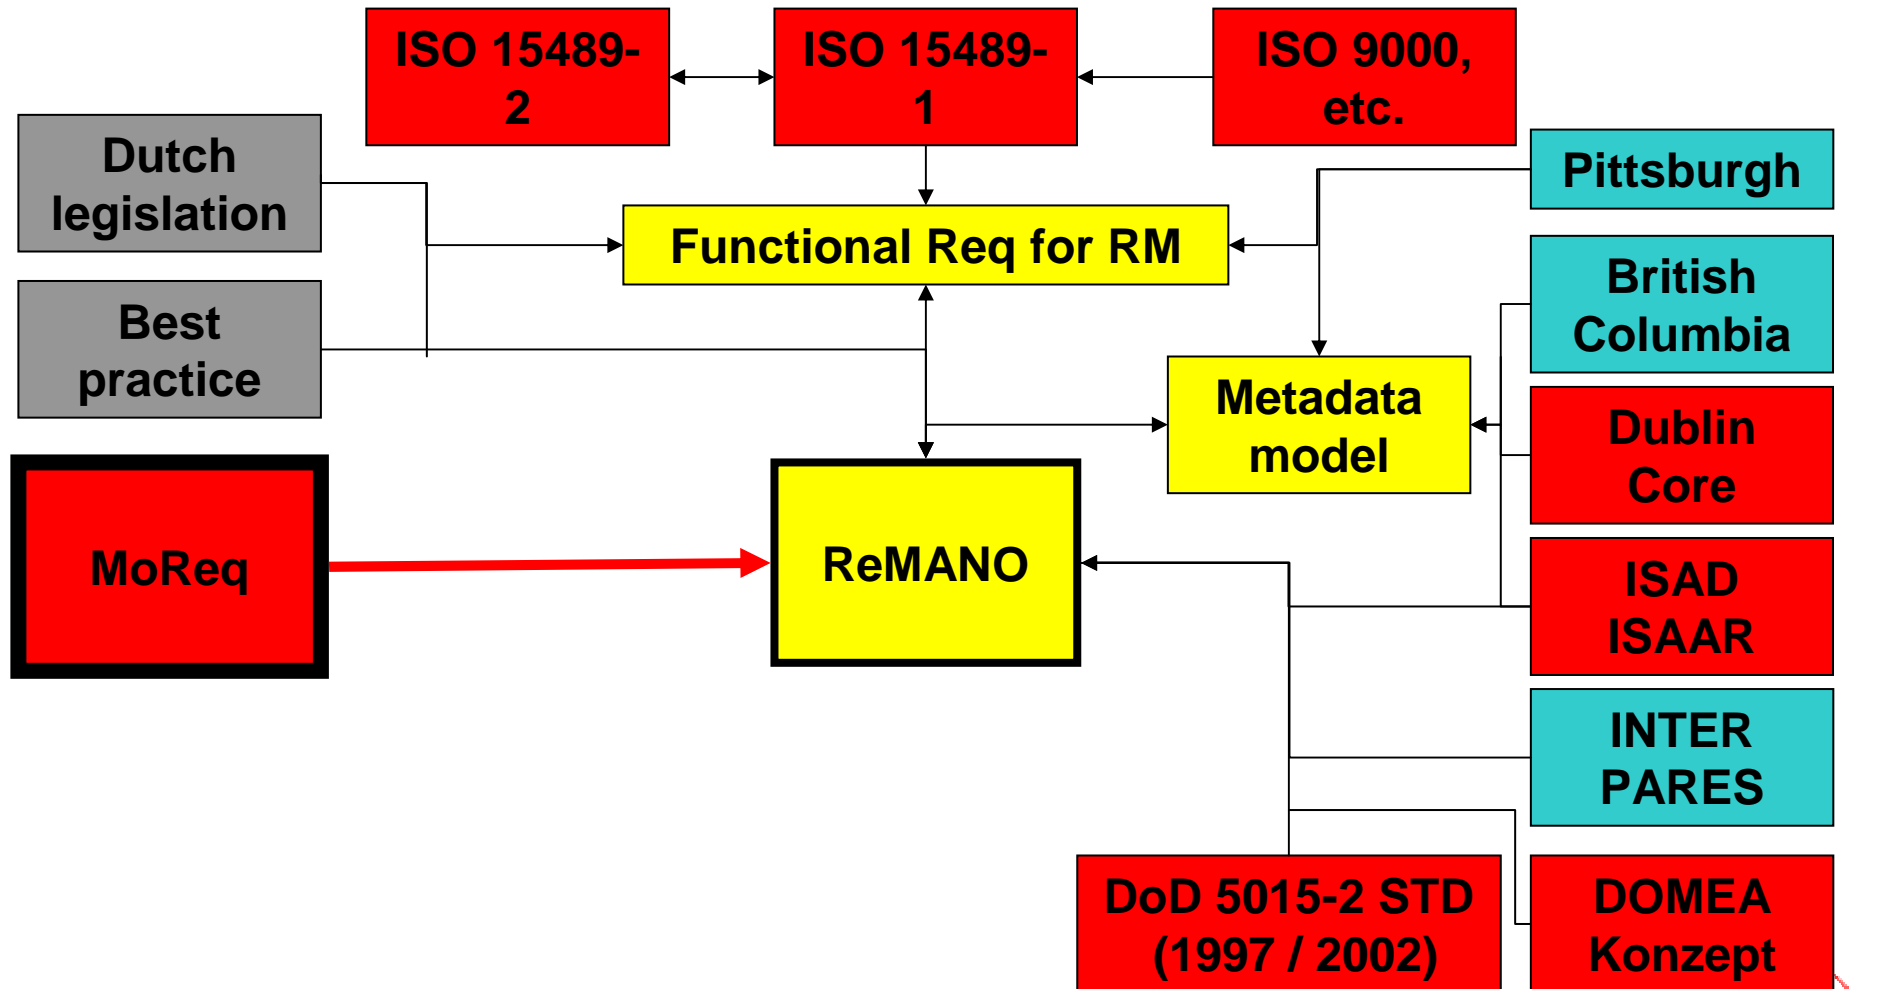 ISO 15489-
2
ISO 15489-
1
ISO 9000,
etc.
Dutch
legislation
Pittsburgh
Functional Req for RM
British
Columbia
Best
practice
Metadata
model
Dublin
Core
MoReq
ReMANO
ISAD
ISAAR
INTER
PARES
DoD 5015-2 STD
(1997 / 2002)
DOMEA
Konzept